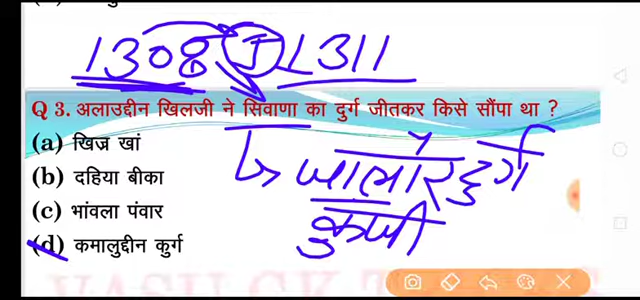 1308 1311
Q 3. अलाउद्दीन खिलजी ने सिवाणा का दुर्ग जीतकर किसे सौंपा था ?
(a) खिज्र खां
(b) दहिया बीका
(c) भांवला पंवार
(d) कमालुद्दीन कुर्ग
जालोर दुर्ग
कुंजी